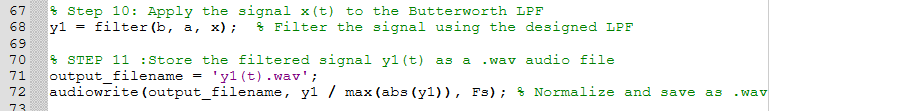 67 % Step 10: Apply the signal x(t) to the Butterworth LPF
68 y1 = filter(b, a, x); % Filter the signal using the designed LPF
69
70 % STEP 11 :Store the filtered signal y1(t) as a .wav audio file
71 output_filename = 'y1(t).wav';
72 audiowrite(output_filename, y1 / max(abs(y1)), Fs); % Normalize and save as .wav
73